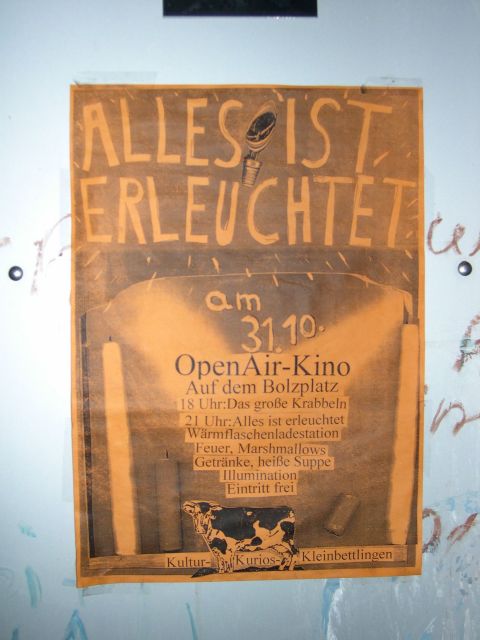 ALLES IST
ERLEUCHTET
am
31.10.
OpenAir-Kino
Auf dem Bolzplatz
18 Uhr:Das große Krabbeln
21 Uhr:Alles ist erleuchtet
Wärmflaschenladestation
Feuer, Marshmallows
Getränke, heiße Suppe
Illumination
Eintritt frei
Kultur- Kurios- Kleinbettlingen